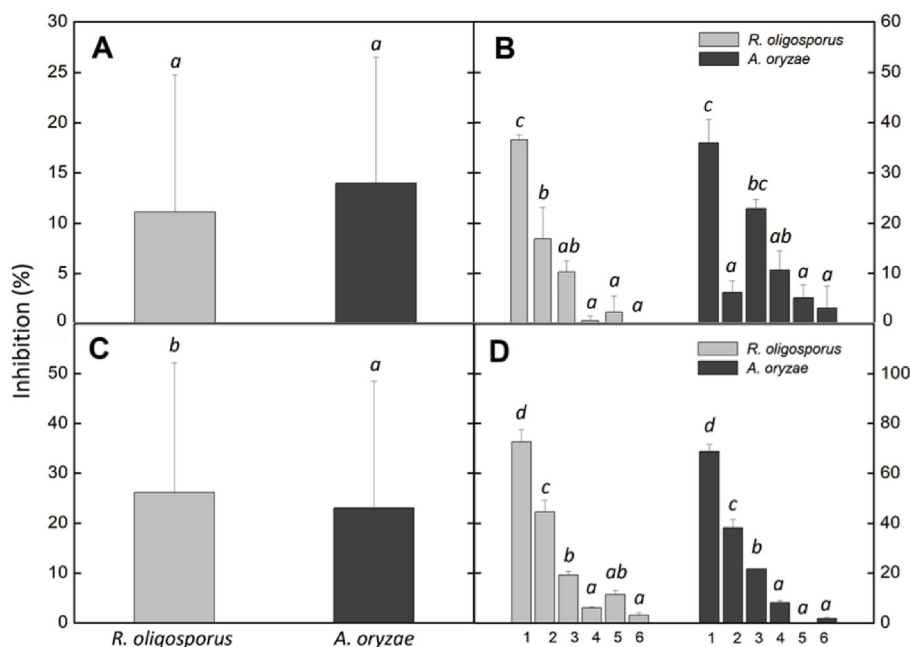 Inhibition (%)
A
30
25
20
15
10
5
0
a
a
B
R. oligosporus
A. oryzae
60
50
40
30
20
10
0
c
b
ab
a
a
a
c
a
bc
ab
a
a
C
50
40
30
20
10
0
b
a
R. oligosporus
A. oryzae
D
R. oligosporus
A. oryzae
100
80
60
40
20
0
d
c
b
a
ab
a
d
c
b
a
a
a
1 2 3 4 5 6
1 2 3 4 5 6